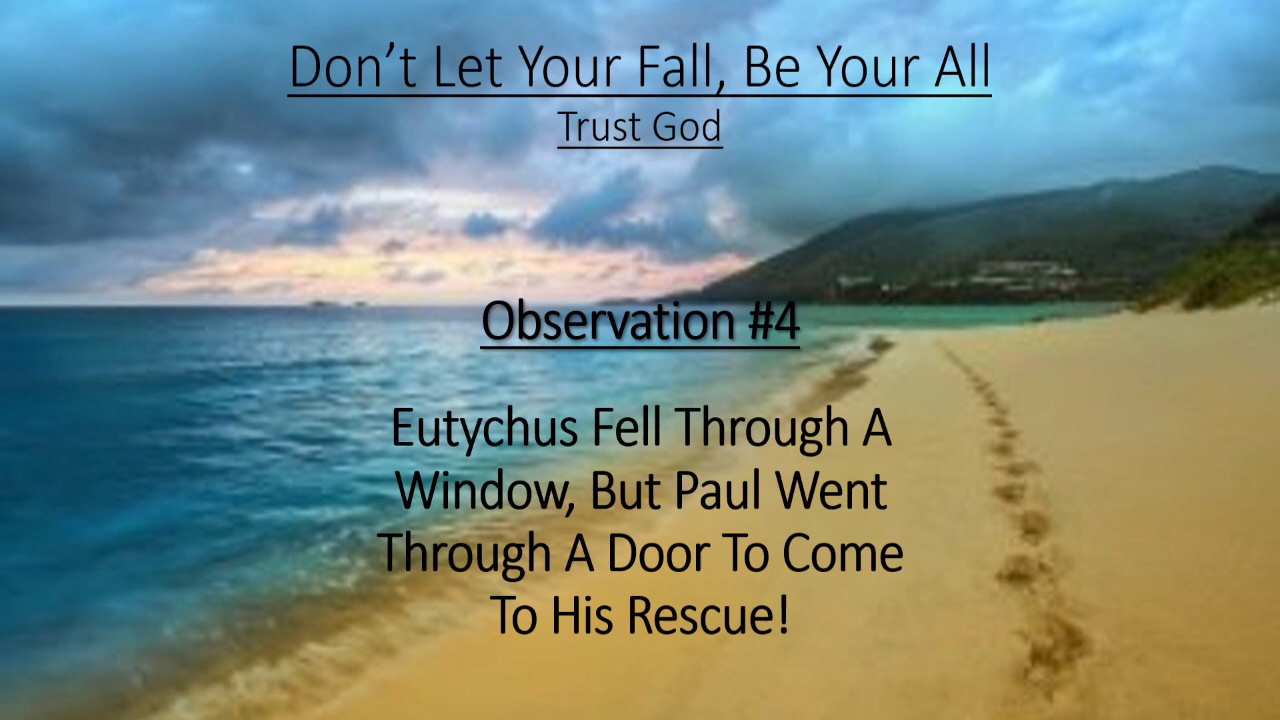 Don’t Let Your Fall, Be Your All
Trust God
Observation #4
Eutychus Fell Through A
Window, But Paul Went
Through A Door To Come
To His Rescue!